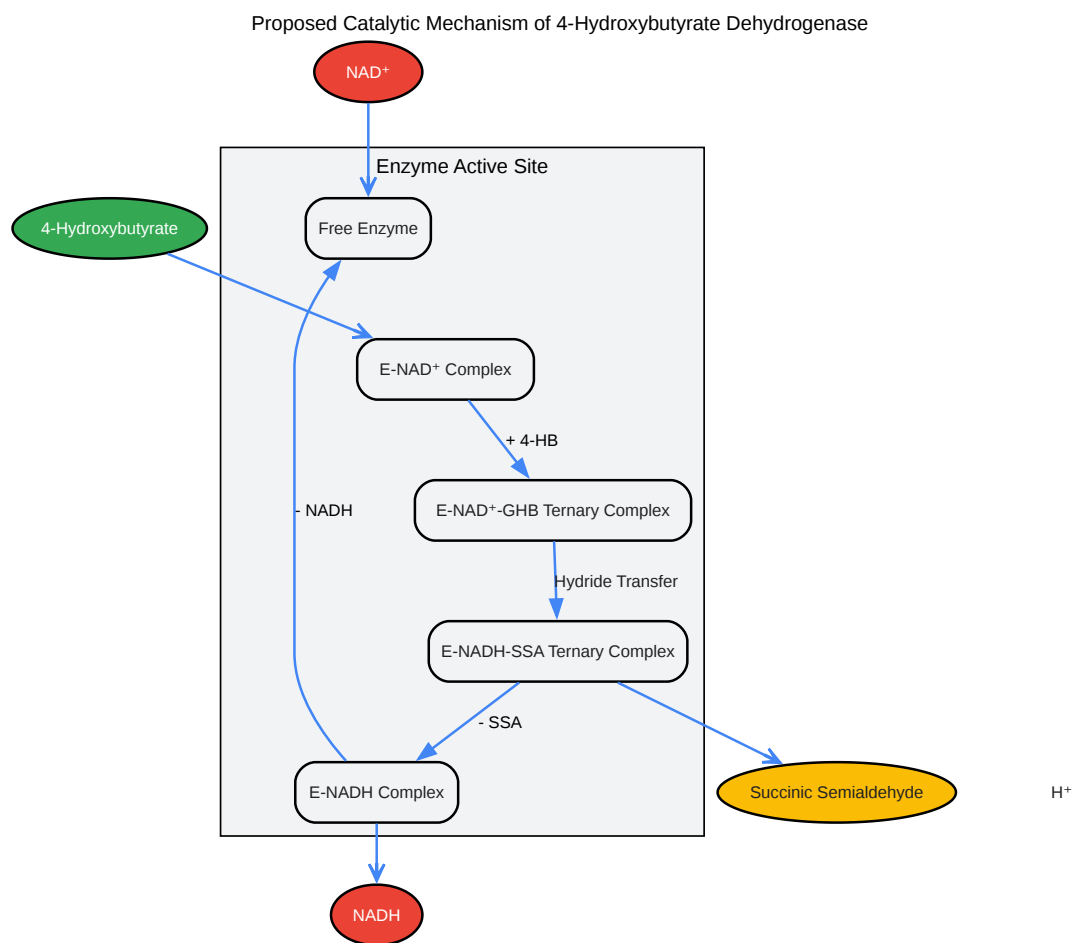 Proposed Catalytic Mechanism of 4-Hydroxybutyrate Dehydrogenase
NAD⁺
Enzyme Active Site
4-Hydroxybutyrate
Free Enzyme
E-NAD⁺ Complex
+ 4-HB
- NADH
E-NAD⁺-GHB Ternary Complex
Hydride Transfer
E-NADH-SSA Ternary Complex
- SSA
E-NADH Complex
Succinic Semialdehyde
H⁺
NADH